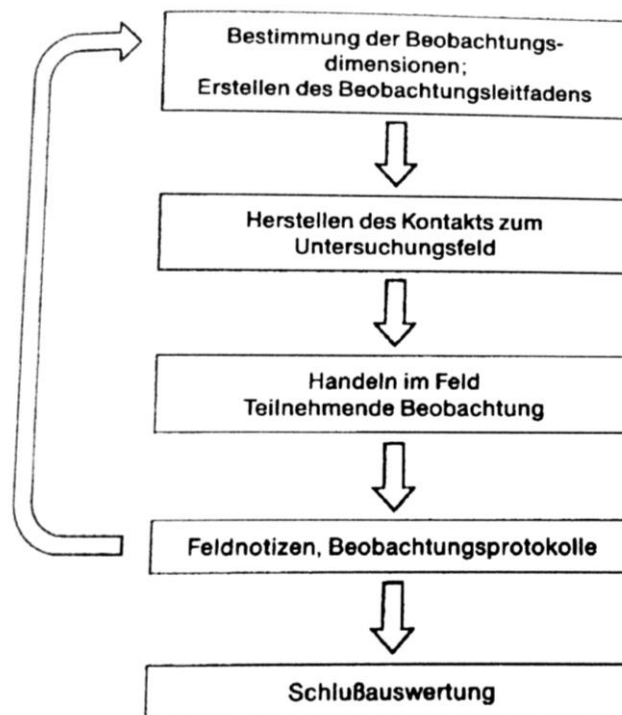 Bestimmung der Beobachtungs-
dimensionen;
Erstellen des Beobachtungsleitfadens
Herstellen des Kontakts zum
Untersuchungsfeld
Handeln im Feld
Teilnehmende Beobachtung
Feldnotizen, Beobachtungsprotokolle
Schlußauswertung